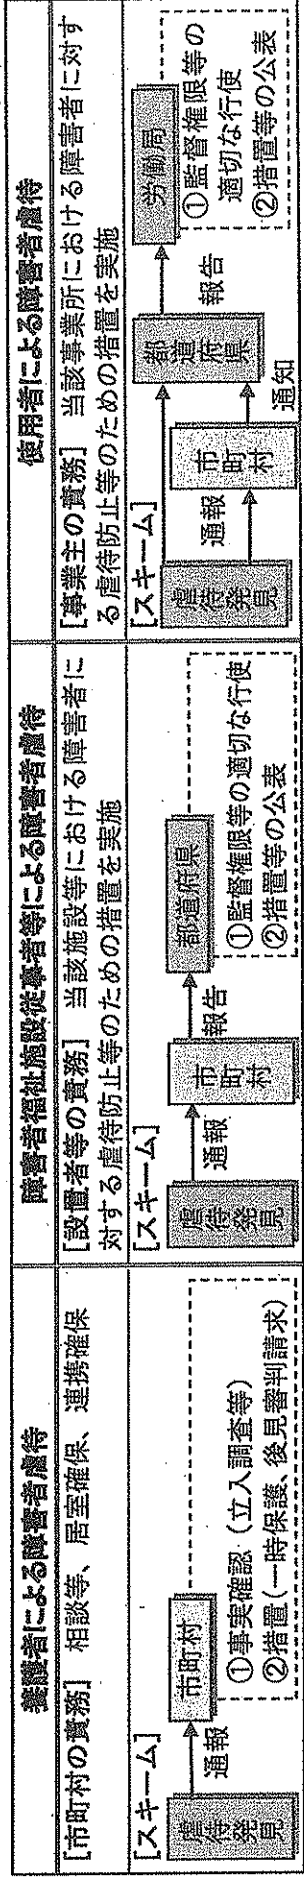 養護者による障害者虐待
[市町村の責務] 相談等、居室確保、連携確保
[スキーム]
虐待発見
通報
市町村
①事実確認（立入調査等）
②措置（一時保護、後見審判請求）
障害者福祉施設従事者等による障害者虐待
[設置者等の責務] 当該施設等における障害者に
対する虐待防止等のための措置を実施
[スキーム]
虐待発見
通報
市町村
報告
都道府県
①監督権限等の適切な行使
②措置等の公表
使用者による障害者虐待
[事業主の責務] 当該事業所における障害者に対す
る虐待防止等のための措置を実施
[スキーム]
虐待発見
通報
市町村
通知
都道府県
報告
労働局
①監督権限等の
適切な行使
②措置等の公表